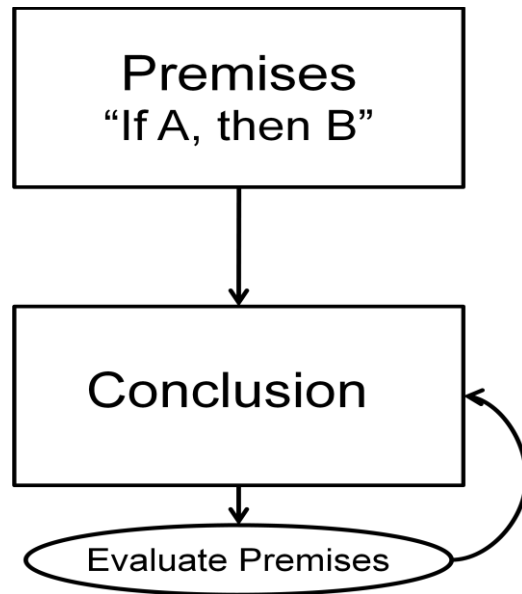 Premises
“If A, then B”
Conclusion
Evaluate Premises